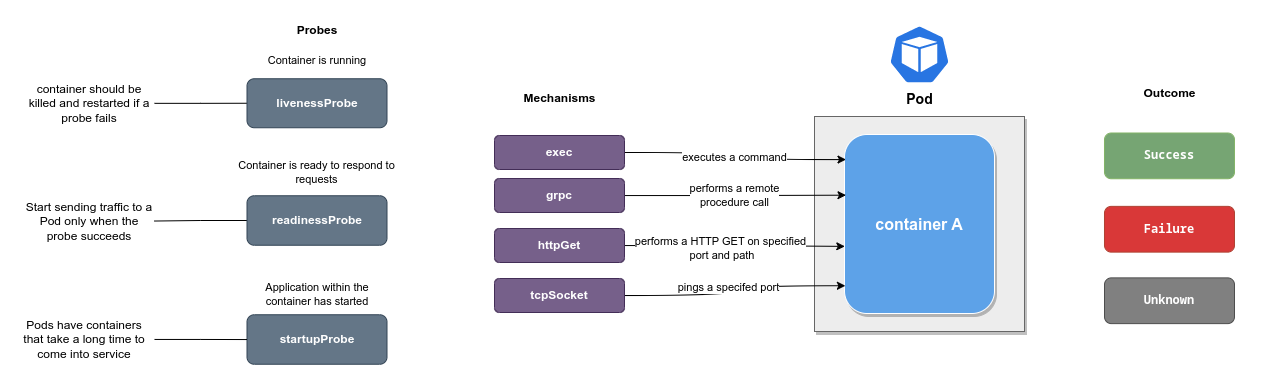 Probes
Container is running
container should be
killed and restarted if a
probe fails
livenessProbe
Container is ready to respond to
requests
Start sending traffic to a
Pod only when the
probe succeeds
readinessProbe
Application within the
container has started
Pods have containers
that take a long time to
come into service
startupProbe
Mechanisms
exec
executes a command
grpc
performs a remote
procedure call
httpGet
performs a HTTP GET on specified
port and path
tcpSocket
pings a specifed port
Pod
container A
Outcome
Success
Failure
Unknown